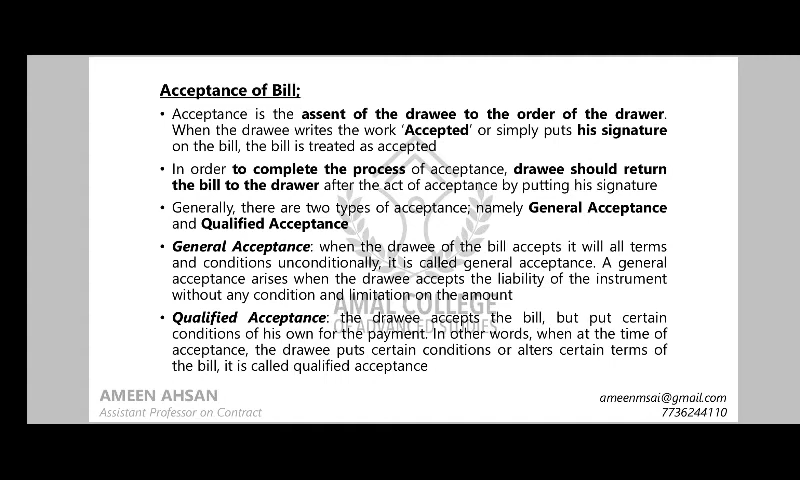 Acceptance of Bill;
• Acceptance is the assent of the drawee to the order of the drawer.
When the drawee writes the work ‘Accepted’ or simply puts his signature
on the bill, the bill is treated as accepted
• In order to complete the process of acceptance, drawee should return
the bill to the drawer after the act of acceptance by putting his signature
• Generally, there are two types of acceptance; namely General Acceptance
and Qualified Acceptance
• General Acceptance: when the drawee of the bill accepts it will all terms
and conditions unconditionally, it is called general acceptance. A general
acceptance arises when the drawee accepts the liability of the instrument
without any condition and limitation on the amount
AMAL COLLEGE
OF ADVANCED STUDIES
• Qualified Acceptance: the drawee accepts the bill, but put certain
conditions of his own for the payment. In other words, when at the time of
acceptance, the drawee puts certain conditions or alters certain terms of
the bill, it is called qualified acceptance
AMEEN AHSAN
Assistant Professor on Contract
ameenmsai@gmail.com
7736244110